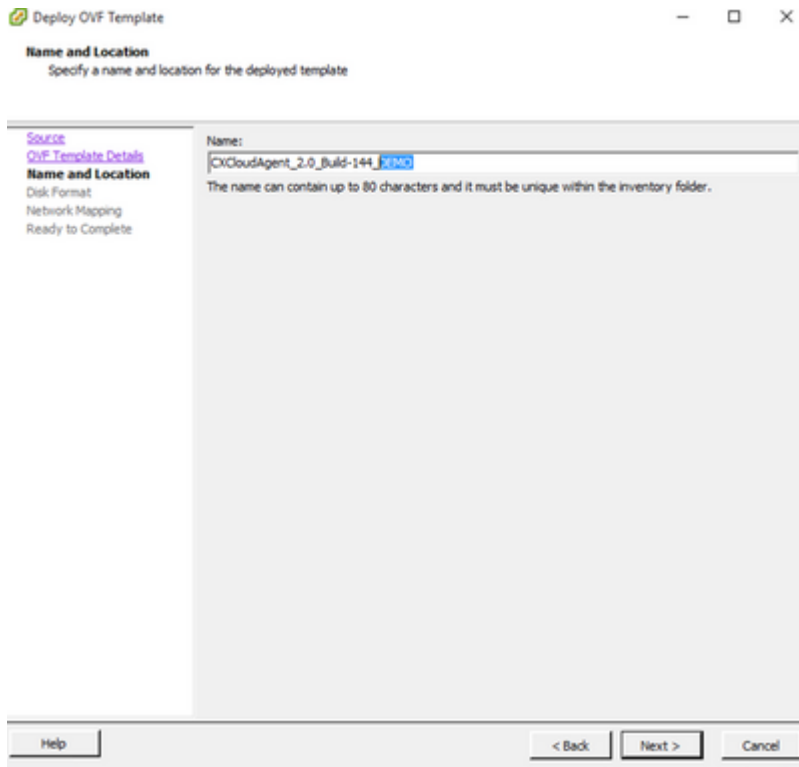 Deploy OVF Template
Name and Location
Specify a name and location for the deployed template
Source
OVF Template Details
Name and Location
Disk Format
Network Mapping
Ready to Complete
Name:
CXCloudAgent_2.0_Build-144_DEMO
The name can contain up to 80 characters and it must be unique within the inventory folder.
Help
< Back
Next >
Cancel